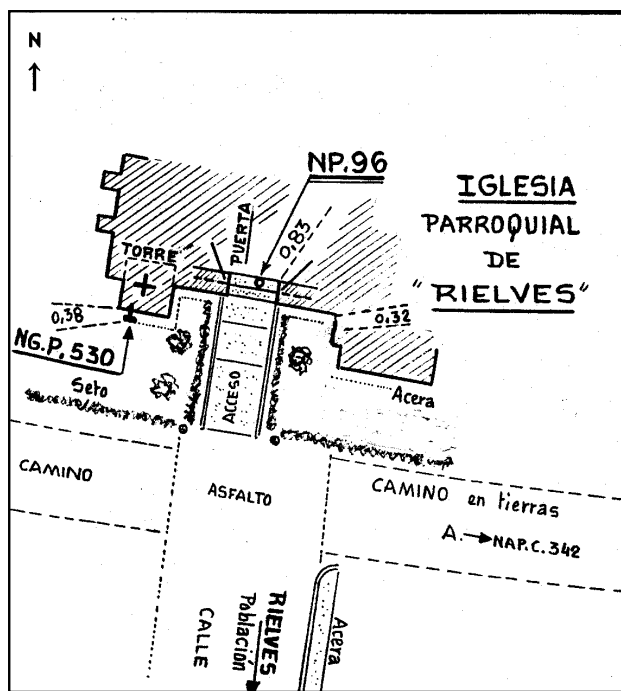 N
NP.96
IGLESIA
PARROQUIAL
DE
"RIELVES"
PUERTA
0,83
TORRE
0,38
0,32
NG.P. 530
Seto
ACCESO
Acera
CAMINO
ASFALTO
CAMINO en tierras
A. → NAP.C. 342
CALLE
Población
RIELVES
Acera